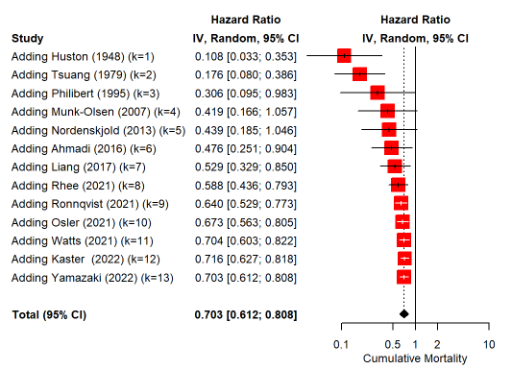 Hazard Ratio Hazard Ratio
Study IV, Random, 95% CI IV, Random, 95% CI
Adding Huston (1948) (k=1) 0.108 [0.033; 0.353]
Adding Tsuang (1979) (k=2) 0.176 [0.080; 0.386]
Adding Philibert (1995) (k=3) 0.306 [0.095; 0.983]
Adding Munk-Olsen (2007) (k=4) 0.419 [0.166; 1.057]
Adding Nordenskjold (2013) (k=5) 0.439 [0.185; 1.046]
Adding Ahmadi (2016) (k=6) 0.476 [0.251; 0.904]
Adding Liang (2017) (k=7) 0.529 [0.329; 0.850]
Adding Rhee (2021) (k=8) 0.588 [0.436; 0.793]
Adding Ronnqvist (2021) (k=9) 0.640 [0.529; 0.773]
Adding Osler (2021) (k=10) 0.673 [0.563; 0.805]
Adding Watts (2021) (k=11) 0.704 [0.603; 0.822]
Adding Kaster (2022) (k=12) 0.716 [0.627; 0.818]
Adding Yamazaki (2022) (k=13) 0.703 [0.612; 0.808]
Total (95% CI) 0.703 [0.612; 0.808]
0.1 0.5 1 2 10
Cumulative Mortality